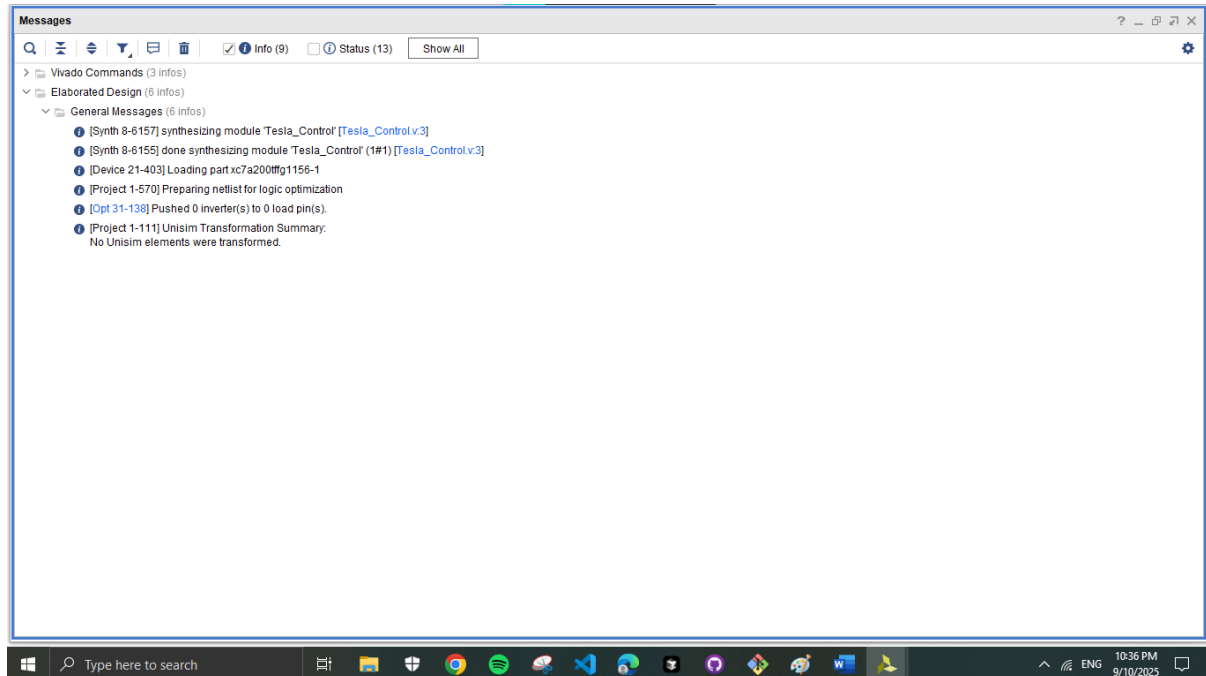 Messages
? _
Info (9) Status (13) Show All
Vivado Commands (3 infos)
Elaborated Design (6 infos)
General Messages (6 infos)
[Synth 8-6157] synthesizing module 'Tesla_Control' [Tesla_Control.v:3]
[Synth 8-6155] done synthesizing module 'Tesla_Control' (1#1) [Tesla_Control.v:3]
[Device 21-403] Loading part xc7a200tffg1156-1
[Project 1-570] Preparing netlist for logic optimization
[Opt 31-138] Pushed 0 inverter(s) to 0 load pin(s).
[Project 1-111] Unisim Transformation Summary:
No Unisim elements were transformed.
Type here to search
ENG
10:36 PM
9/10/2025